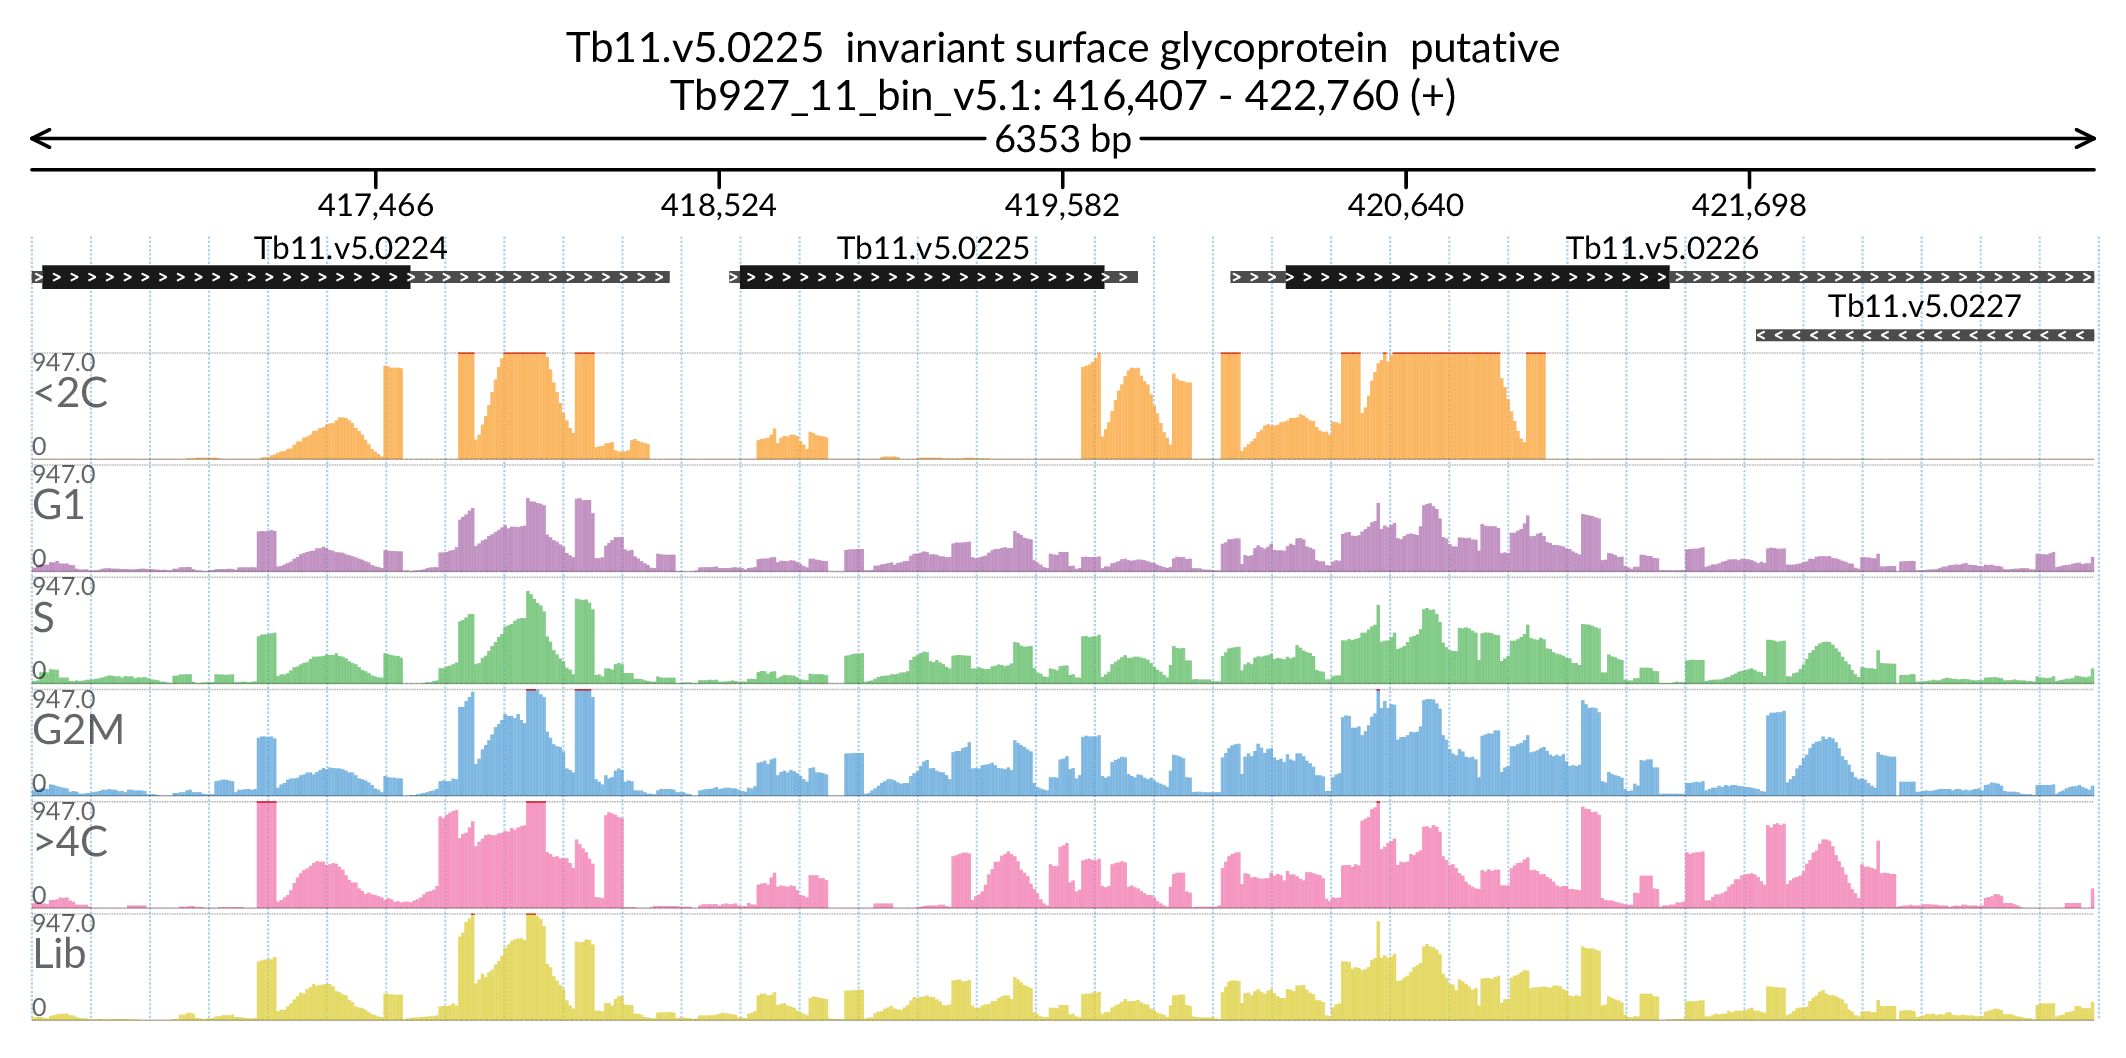 Tb11.v5.0225  invariant surface glycoprotein  putative
Tb927_11_bin_v5.1: 416,407 - 422,760 (+)
6353 bp
417,466 418,524 419,582 420,640 421,698
Tb11.v5.0224 Tb11.v5.0225 Tb11.v5.0226
Tb11.v5.0227
947.0
<2C
0
947.0
G1
0
947.0
S
0
947.0
G2M
0
947.0
>4C
0
947.0
Lib
0